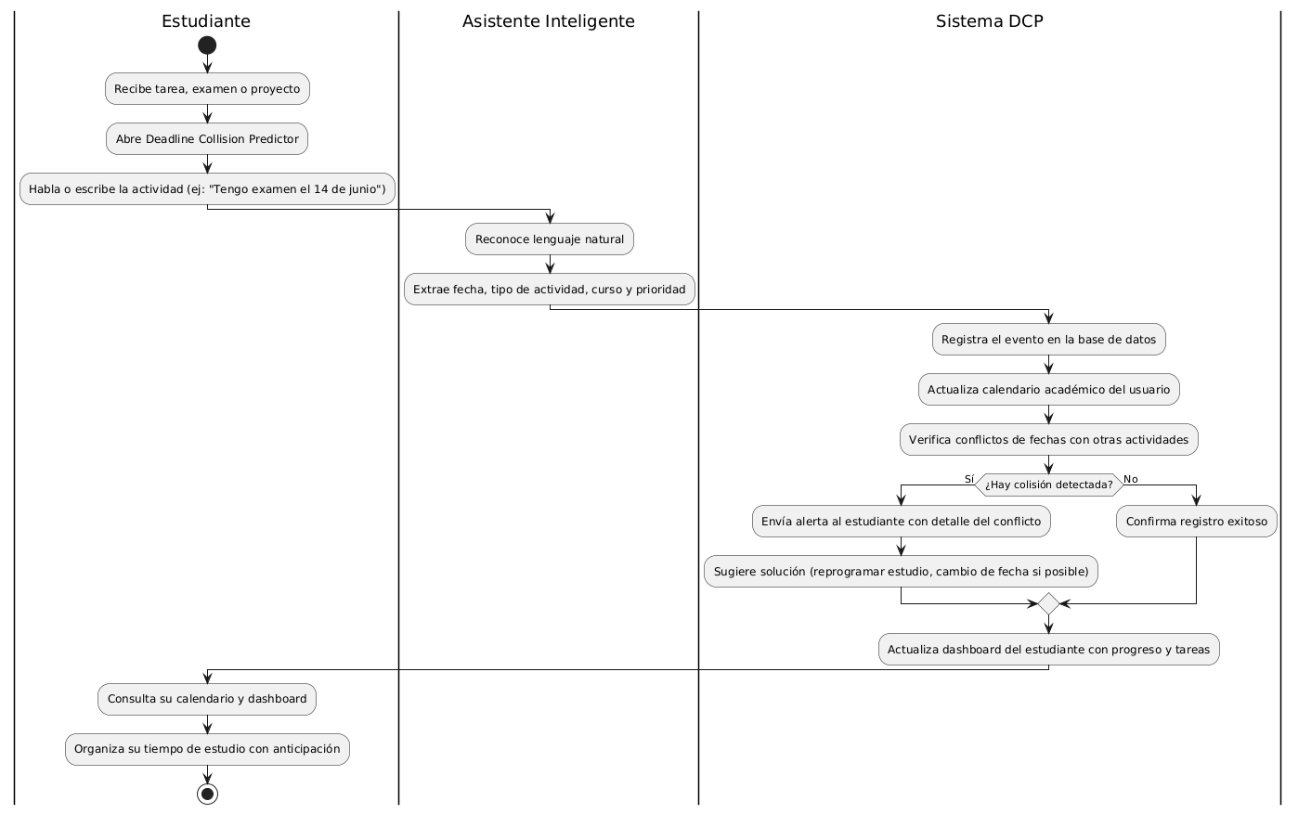 Estudiante
Asistente Inteligente
Sistema DCP
Recibe tarea, examen o proyecto
Abre Deadline Collision Predictor
Habla o escribe la actividad (ej: "Tengo examen el 14 de junio")
Reconoce lenguaje natural
Extrae fecha, tipo de actividad, curso y prioridad
Registra el evento en la base de datos
Actualiza calendario académico del usuario
Verifica conflictos de fechas con otras actividades
¿Hay colisión detectada?
Sí
No
Envía alerta al estudiante con detalle del conflicto
Confirma registro exitoso
Sugiere solución (reprogramar estudio, cambio de fecha si posible)
Actualiza dashboard del estudiante con progreso y tareas
Consulta su calendario y dashboard
Organiza su tiempo de estudio con anticipación